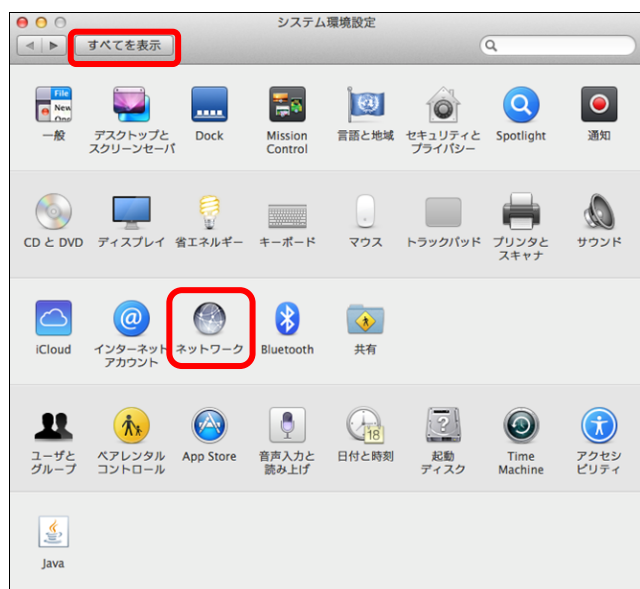 システム環境設定
すべてを表示
File
New
一般
デスクトップと
スクリーンセーバ
Dock
Mission
Control
言語と地域
セキュリティと
プライバシー
Spotlight
通知
CD と DVD
ディスプレイ
省エネルギー
キーボード
マウス
トラックパッド
プリンタと
スキャナ
サウンド
iCloud
インターネット
アカウント
ネットワーク
Bluetooth
共有
ユーザと
グループ
ペアレンタル
コントロール
App Store
音声入力と
読み上げ
18
日付と時刻
?
起動
ディスク
Time
Machine
アクセシ
ビリティ
Java